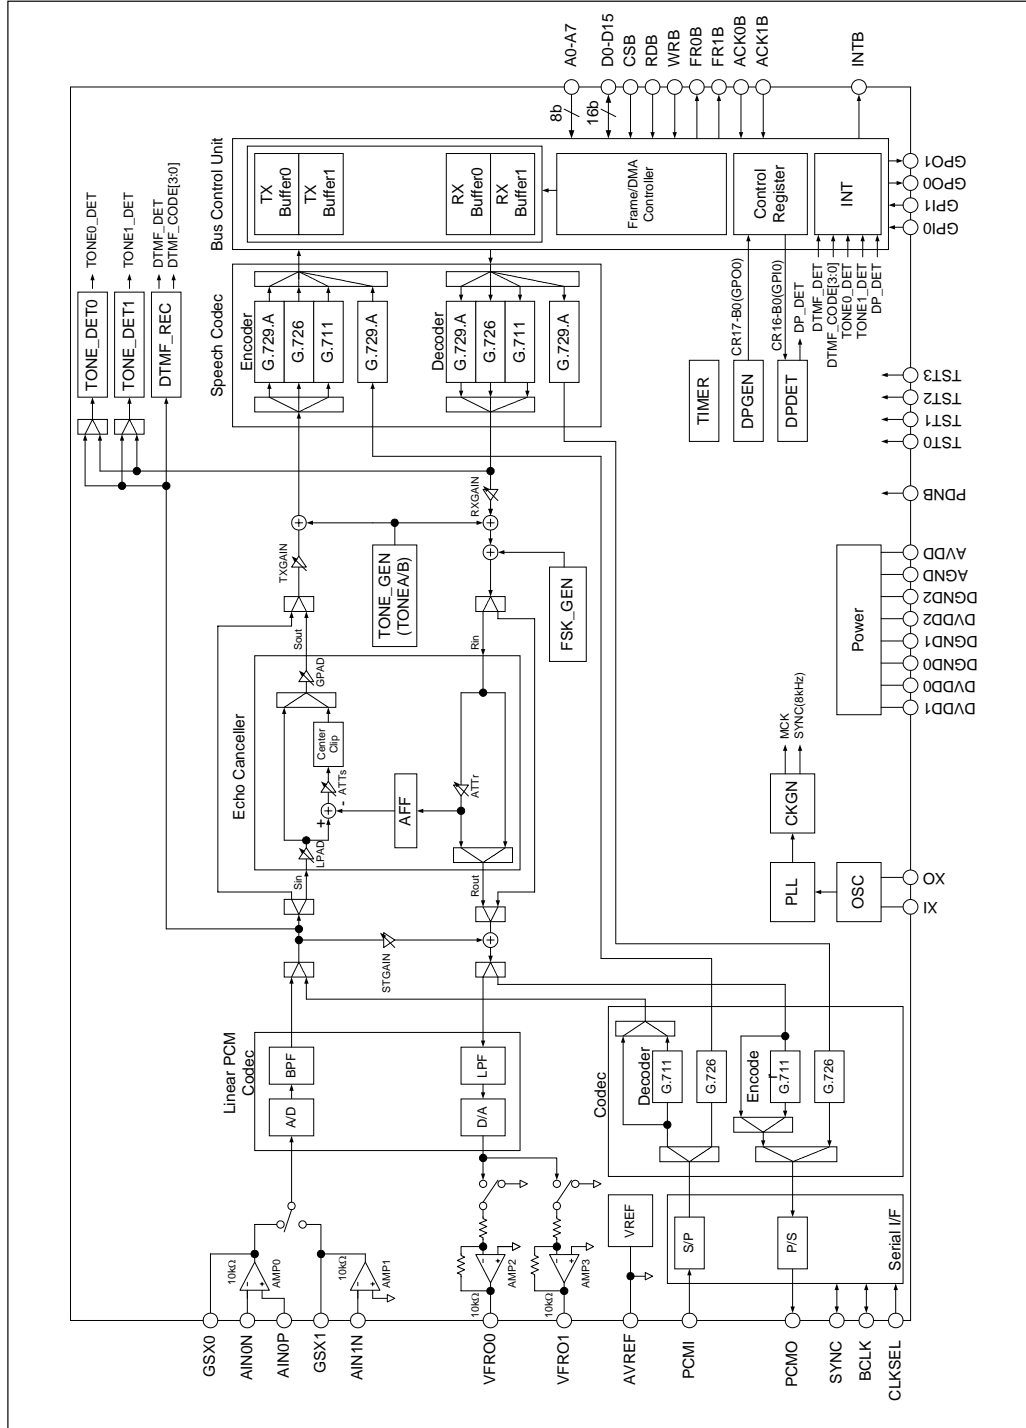 GSX0
AIN0N
AIN0P
GSX1
AIN1N
VFRO0
VFRO1
AVREF
PCMI
PCMO
SYNC
BCLK
CLKSEL
10kΩ
AMP0
10kΩ
AMP1
10kΩ
AMP2
10kΩ
AMP3
VREF
S/P
P/S
Serial I/F
Linear PCM
Codec
A/D
BPF
D/A
LPF
Codec
Decoder
G.711
G.726
Encode
r
G.711
G.726
STGAIN
Echo Canceller
Sin
LPAD
+
-
ATTs
Center
Clip
GPAD
Sout
AFF
ATTr
Rout
Rin
TXGAIN
TONE_GEN
(TONEA/B)
RXGAIN
FSK_GEN
TONE_DET0
TONE0_DET
TONE_DET1
TONE1_DET
DTMF_REC
DTMF_DET
DTMF_CODE[3:0]
Speech Codec
Encoder
G.729.A
G.726
G.711
G.729.A
Decoder
G.729.A
G.726
G.711
G.729.A
Bus Control Unit
TX
Buffer0
TX
Buffer1
RX
Buffer0
RX
Buffer1
Frame/DMA
Controller
Control
Register
INT
8b
16b
A0-A7
D0-D15
CSB
RDB
WRB
FR0B
FR1B
ACK0B
ACK1B
INTB
TIMER
DPGEN
CR17-B0(GPO0)
DPDET
CR16-B0(GPI0)
DP_DET
DTMF_DET
DTMF_CODE[3:0]
TONE0_DET
TONE1_DET
DP_DET
OSC
PLL
CKGN
MCK
SYNC(8kHz)
Power
XI
XO
DVDD1
DVDD0
DGND0
DGND1
DVDD2
DGND2
AGND
AVDD
PDNB
TST0
TST1
TST2
TST3
GPI0
GPI1
GPO0
GPO1